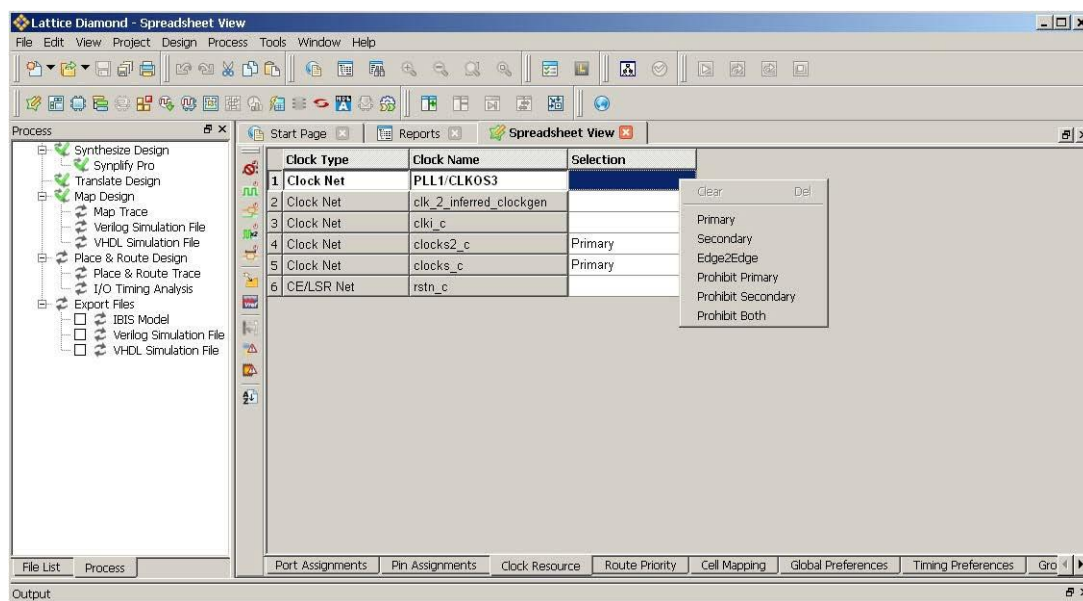 Lattice Diamond - Spreadsheet View
File Edit View Project Design Process Tools Window Help
Process
Start Page Reports Spreadsheet View
Synthesize Design
Synplify Pro
Translate Design
Map Design
Map Trace
Verilog Simulation File
VHDL Simulation File
Place & Route Design
Place & Route Trace
I/O Timing Analysis
Export Files
IBIS Model
Verilog Simulation File
VHDL Simulation File
Clock Type Clock Name Selection
1 Clock Net PLL1/CLKOS3
2 Clock Net clk_2_inferred_clockgen
3 Clock Net clki_c
4 Clock Net clocks2_c Primary
5 Clock Net clocks_c Primary
6 CE/LSR Net rstn_c
Clear Del
Primary
Secondary
Edge2Edge
Prohibit Primary
Prohibit Secondary
Prohibit Both
File List Process
Port Assignments Pin Assignments Clock Resource Route Priority Cell Mapping Global Preferences Timing Preferences Gro
Output